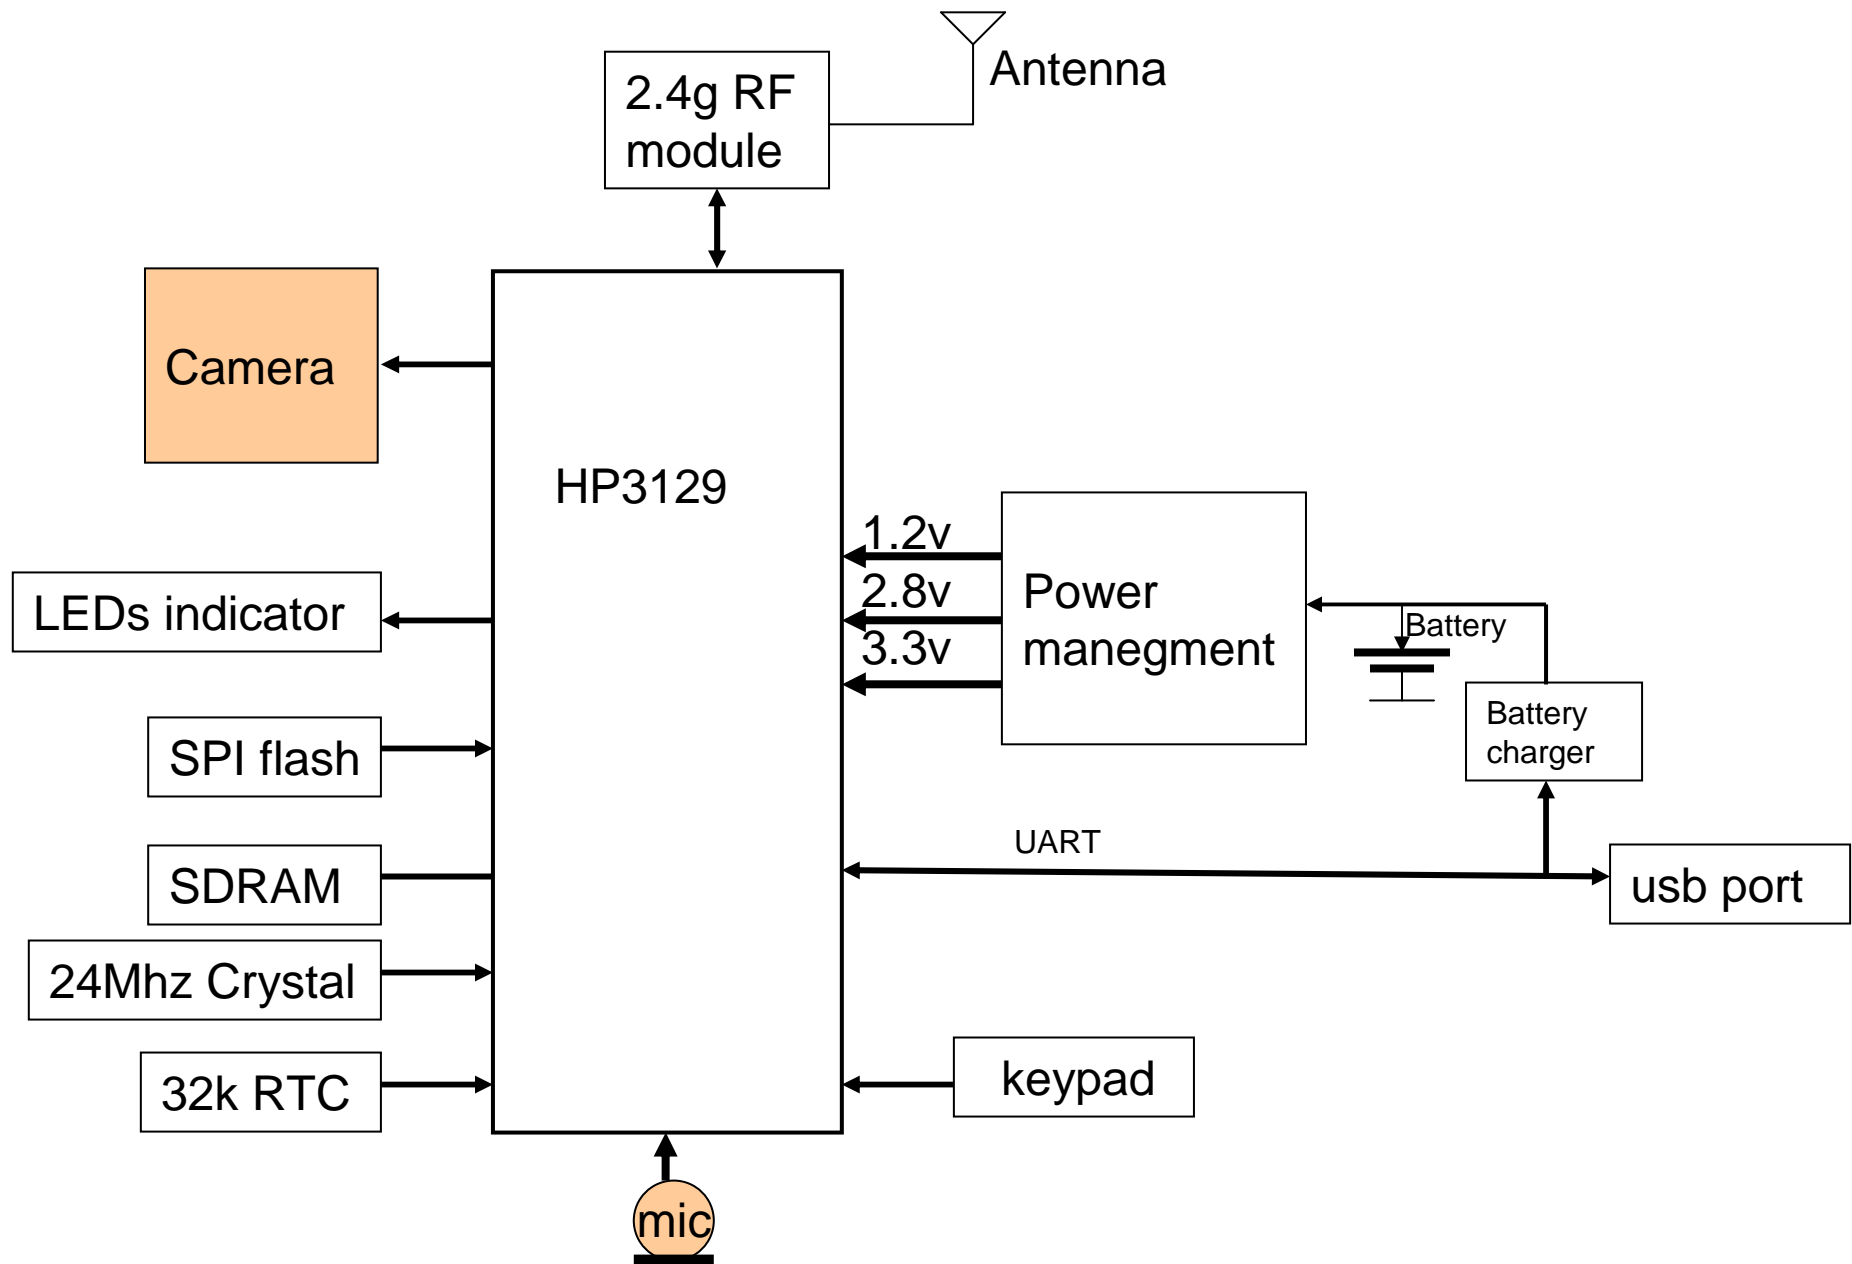 Antenna
2.4g RF
module
Camera
HP3129
1.2v
2.8v
3.3v
Power
manegment
Battery
Battery
charger
LEDs indicator
SPI flash
UART
SDRAM
usb port
24Mhz Crystal
32k RTC
keypad
mic